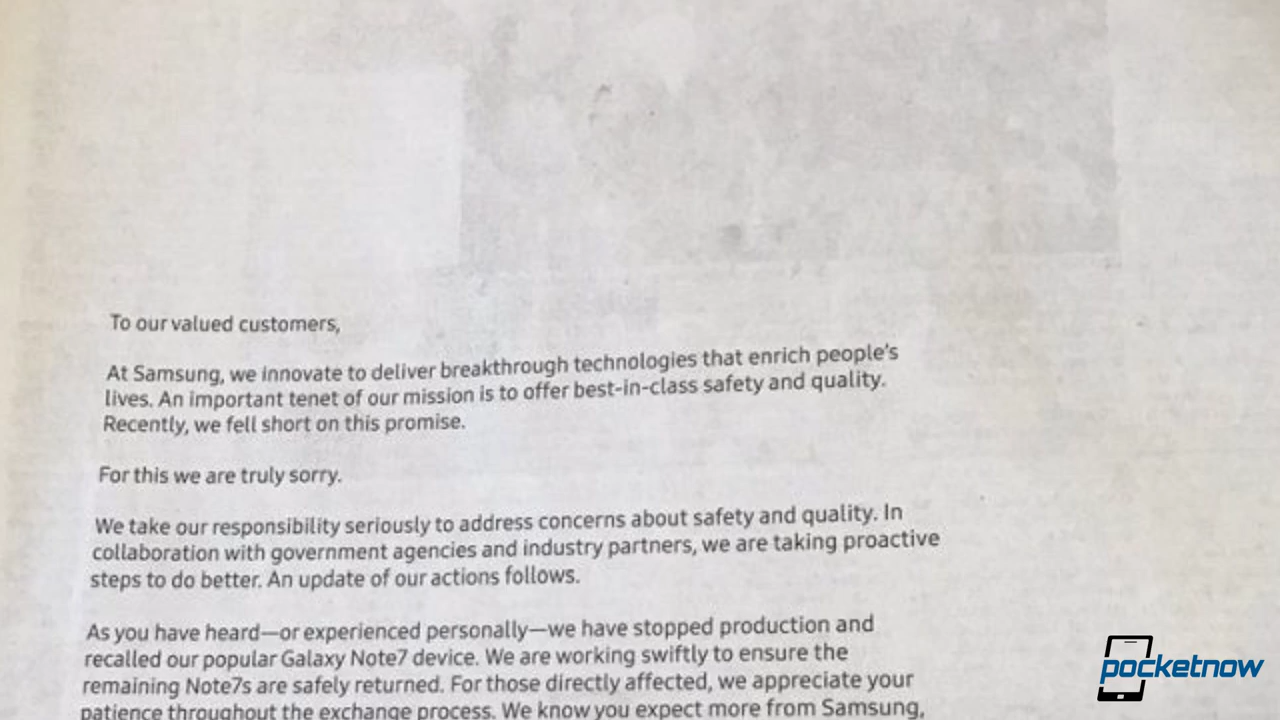 To our valued customers,
At Samsung, we innovate to deliver breakthrough technologies that enrich people's
lives. An important tenet of our mission is to offer best-in-class safety and quality.
Recently, we fell short on this promise.
For this we are truly sorry.
We take our responsibility seriously to address concerns about safety and quality. In
collaboration with government agencies and industry partners, we are taking proactive
steps to do better. An update of our actions follows.
As you have heard—or experienced personally—we have stopped production and
recalled our popular Galaxy Note7 device. We are working swiftly to ensure the
remaining Note7s are safely returned. For those directly affected, we appreciate your
patience throughout the exchange process. We know you expect more from Samsung,
pocketnow